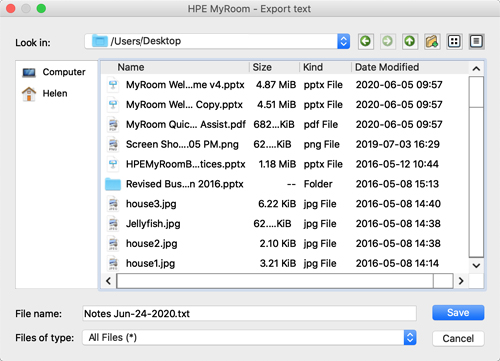 HPE MyRoom - Export text
Look in: /Users/Desktop
Computer
Helen
Name Size Kind Date Modified
MyRoom Wel...me v4.pptx 4.87 MiB pptx File 2020-06-05 09:57
MyRoom Wel... Copy.pptx 4.51 MiB pptx File 2020-06-05 09:57
MyRoom Quic... Assist.pdf 682...KiB pdf File 2020-06-05 09:57
Screen Sho....05 PM.png 62....KiB png File 2019-07-03 16:29
HPEMyRoomB...tices.pptx 1.18 MiB pptx File 2016-05-12 10:44
Revised Bus...n 2016.pptx -- Folder 2016-05-08 15:13
house3.jpg 6.22 KiB jpg File 2016-05-08 14:40
Jellyfish.jpg 62....KiB jpg File 2016-05-08 14:38
house2.jpg 2.10 KiB jpg File 2016-05-08 14:38
house1.jpg 3.21 KiB jpg File 2016-05-08 14:14
File name: Notes Jun-24-2020.txt Save
Files of type: All Files (*) Cancel